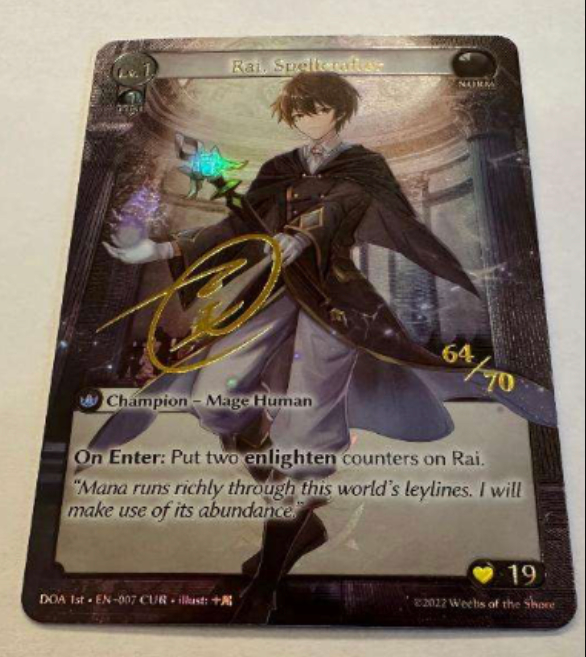 Lv. 1
Rai, Spellcrafter
NORM
64/70
Champion – Mage Human
On Enter: Put two enlighten counters on Rai.
"Mana runs richly through this world's leylines. I will
make use of its abundance."
19
DOA 1st • EN-007 CUR • illust: 十尾
©2022 Weebs of the Shore